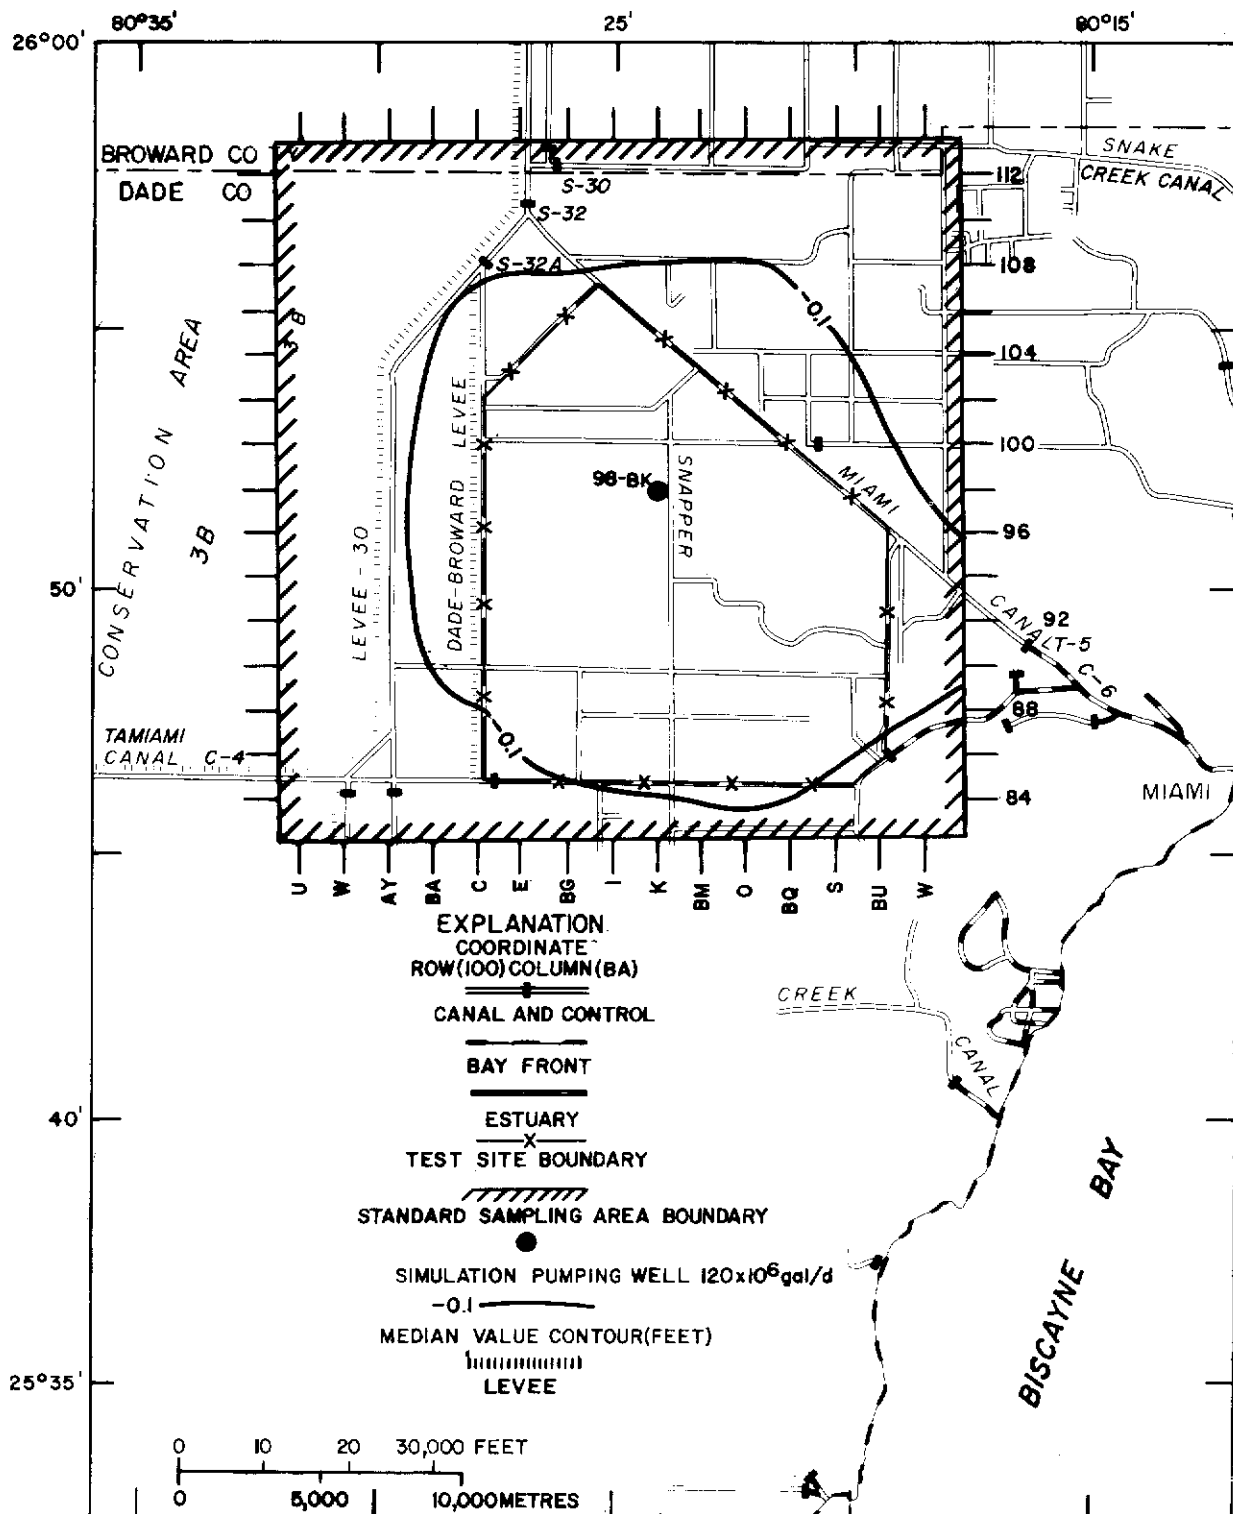 80°35'
25'
80°15'
26°00'
BROWARD CO
DADE CO
SNAKE
CREEK CANAL
S-30
S-32
S-32A
112
108
104
100
96
92
88
84
-0.1
3B
CONSERVATION AREA
3B
LEVEE-30
DADE-BROWARD LEVEE
98-BK
SNAPPER
MIAMI
CANAL
T-5
C-6
50'
-0.1
TAMIAMI
CANAL C-4
MIAMI
U W AY BA C E BG I K BM O BQ S BU W
EXPLANATION
COORDINATE
ROW(100)COLUMN(BA)
CANAL AND CONTROL
BAY FRONT
ESTUARY
TEST SITE BOUNDARY
STANDARD SAMPLING AREA BOUNDARY
SIMULATION PUMPING WELL 120x10⁶gal/d
-0.1
MEDIAN VALUE CONTOUR(FEET)
LEVEE
CREEK
CANAL
40'
BISCAYNE BAY
25°35'
0 10 20 30,000 FEET
0 5,000 10,000METRES